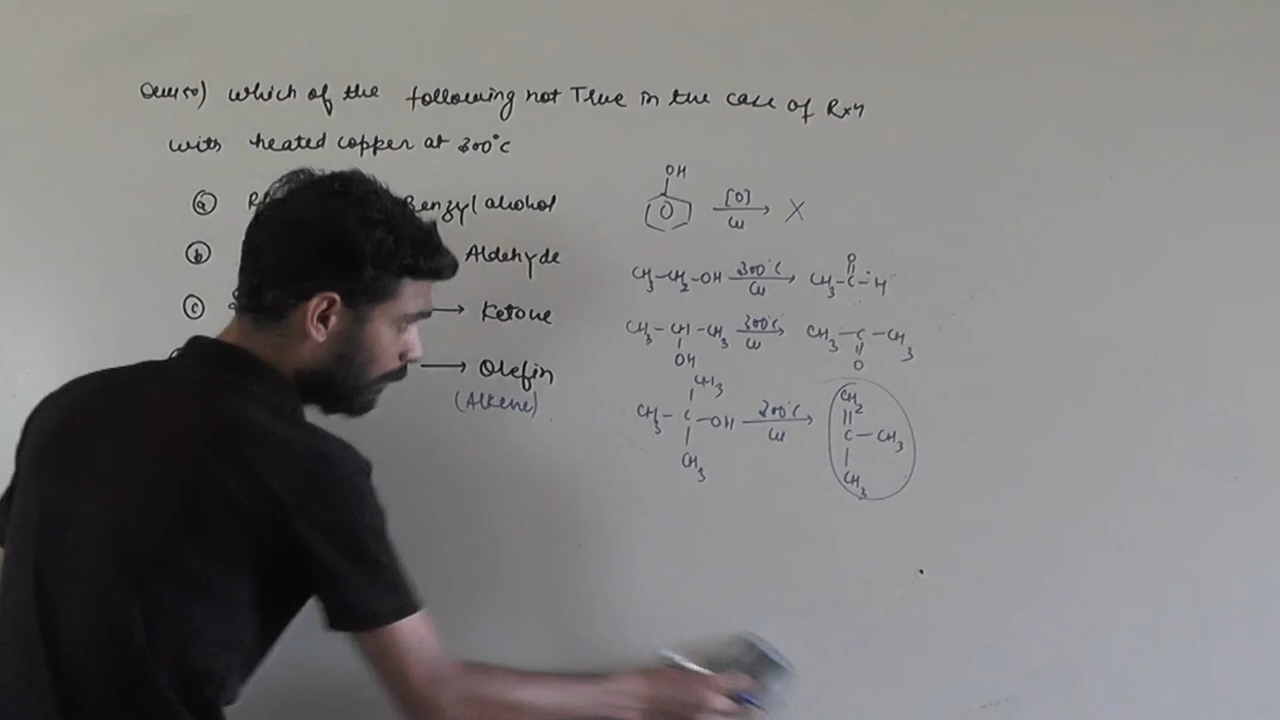 Ques50) which of the following not True in the case of Rxn
with heated copper at 300°c
(a) Benzyl alcohol
(b) Aldehyde
(c) → Ketone
→ Olefin
(Alkene)
OH
[O]
Cu
X
CH3-CH2-OH 300°C Cu → CH3-C-H
O
CH3-CH-CH3 300°C Cu → CH3-C-CH3
OH O
CH3
CH3-C-OH 300°C Cu →
CH3
CH2
C-CH3
CH3